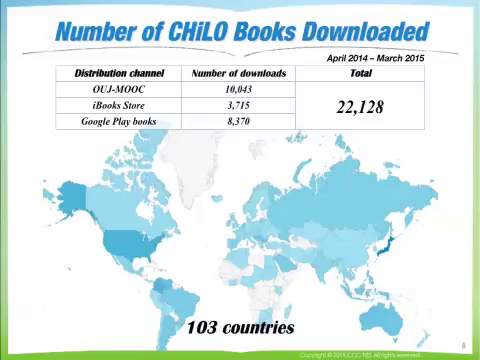 Number of CHiLO Books Downloaded
April 2014 – March 2015
Distribution channel Number of downloads Total
OUJ-MOOC 10,043
iBooks Store 3,715
22,128
Google Play books 8,370
103 countries
8
Copyright © 2015 CCC-TIES All rights reserved.